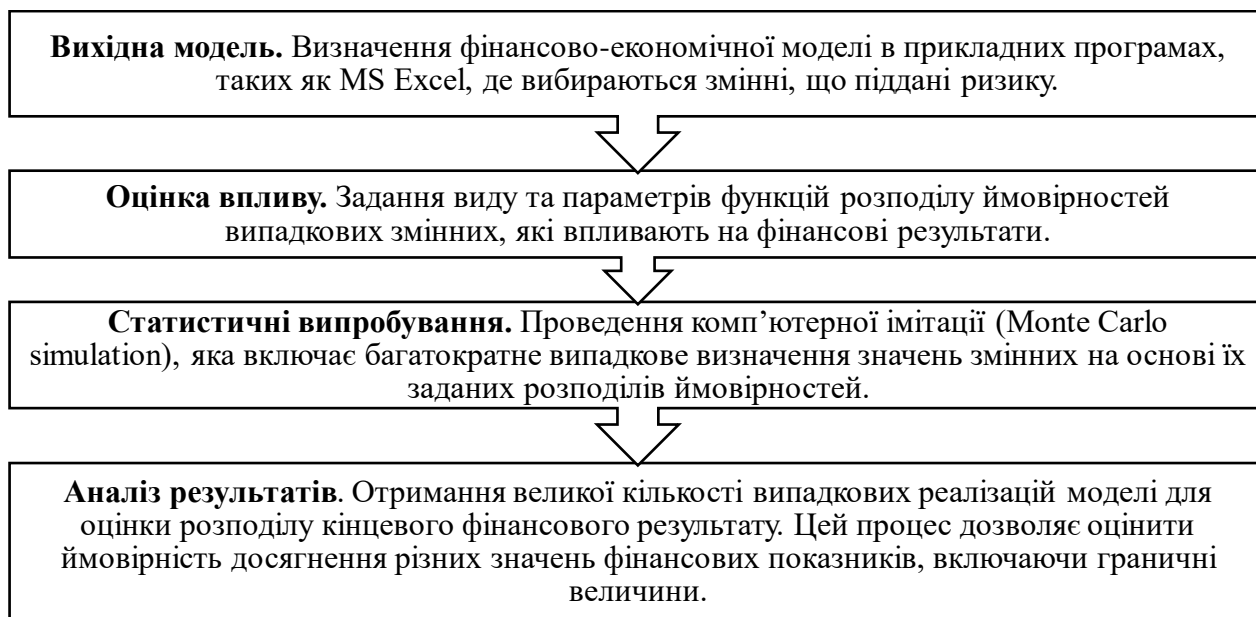 Вихідна модель. Визначення фінансово-економічної моделі в прикладних програмах,
таких як MS Excel, де вибираються змінні, що піддані ризику.
Оцінка впливу. Задання виду та параметрів функцій розподілу ймовірностей
випадкових змінних, які впливають на фінансові результати.
Статистичні випробування. Проведення комп’ютерної імітації (Monte Carlo
simulation), яка включає багатократне випадкове визначення значень змінних на основі їх
заданих розподілів ймовірностей.
Аналіз результатів. Отримання великої кількості випадкових реалізацій моделі для
оцінки розподілу кінцевого фінансового результату. Цей процес дозволяє оцінити
ймовірність досягнення різних значень фінансових показників, включаючи граничні
величини.